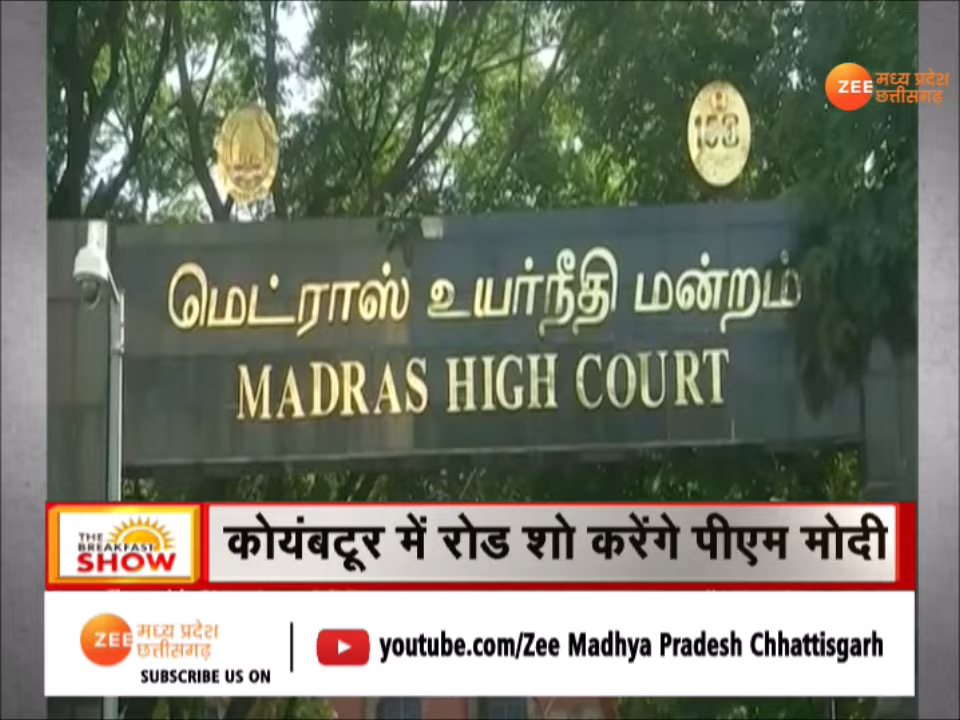 ZEE मध्य प्रदेश
छत्तीसगढ़
150
மெட்ராஸ் உயர்நீதி மன்றம்
MADRAS HIGH COURT
THE
BREAKFAST
SHOW
कोयंबटूर में रोड शो करेंगे पीएम मोदी
ZEE मध्य प्रदेश
छत्तीसगढ़
SUBSCRIBE US ON
youtube.com/Zee Madhya Pradesh Chhattisgarh